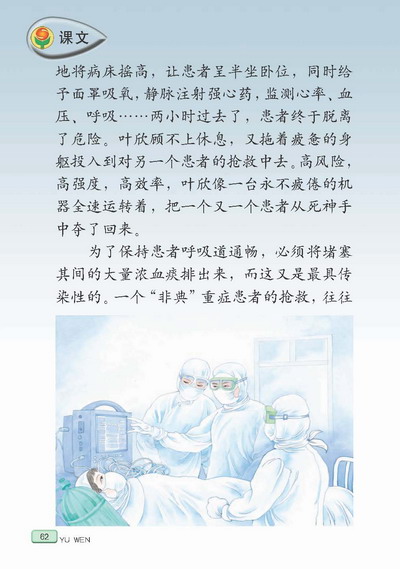 课文
地将病床摇高，让患者呈半坐卧位，同时给
予面罩吸氧，静脉注射强心药，监测心率、血
压、呼吸……两小时过去了，患者终于脱离
了危险。叶欣顾不上休息，又拖着疲惫的身
躯投入到对另一个患者的抢救中去。高风险，
高强度，高效率，叶欣像一台永不疲倦的机
器全速运转着，把一个又一个患者从死神手
中夺了回来。
为了保持患者呼吸道通畅，必须将堵塞
其间的大量浓血痰排出来，而这又是最具传
染性的。一个“非典”重症患者的抢救，往往
62
YU WEN